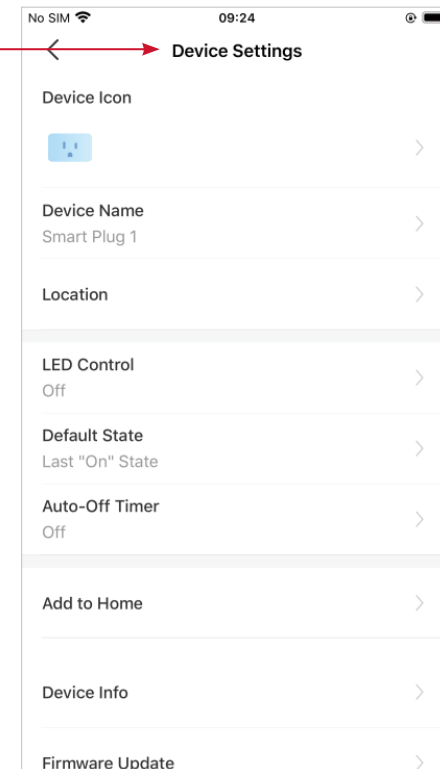 No SIM 09:24
Device Settings
Device Icon
Device Name
Smart Plug 1
Location
LED Control
Off
Default State
Last "On" State
Auto-Off Timer
Off
Add to Home
Device Info
Firmware Update